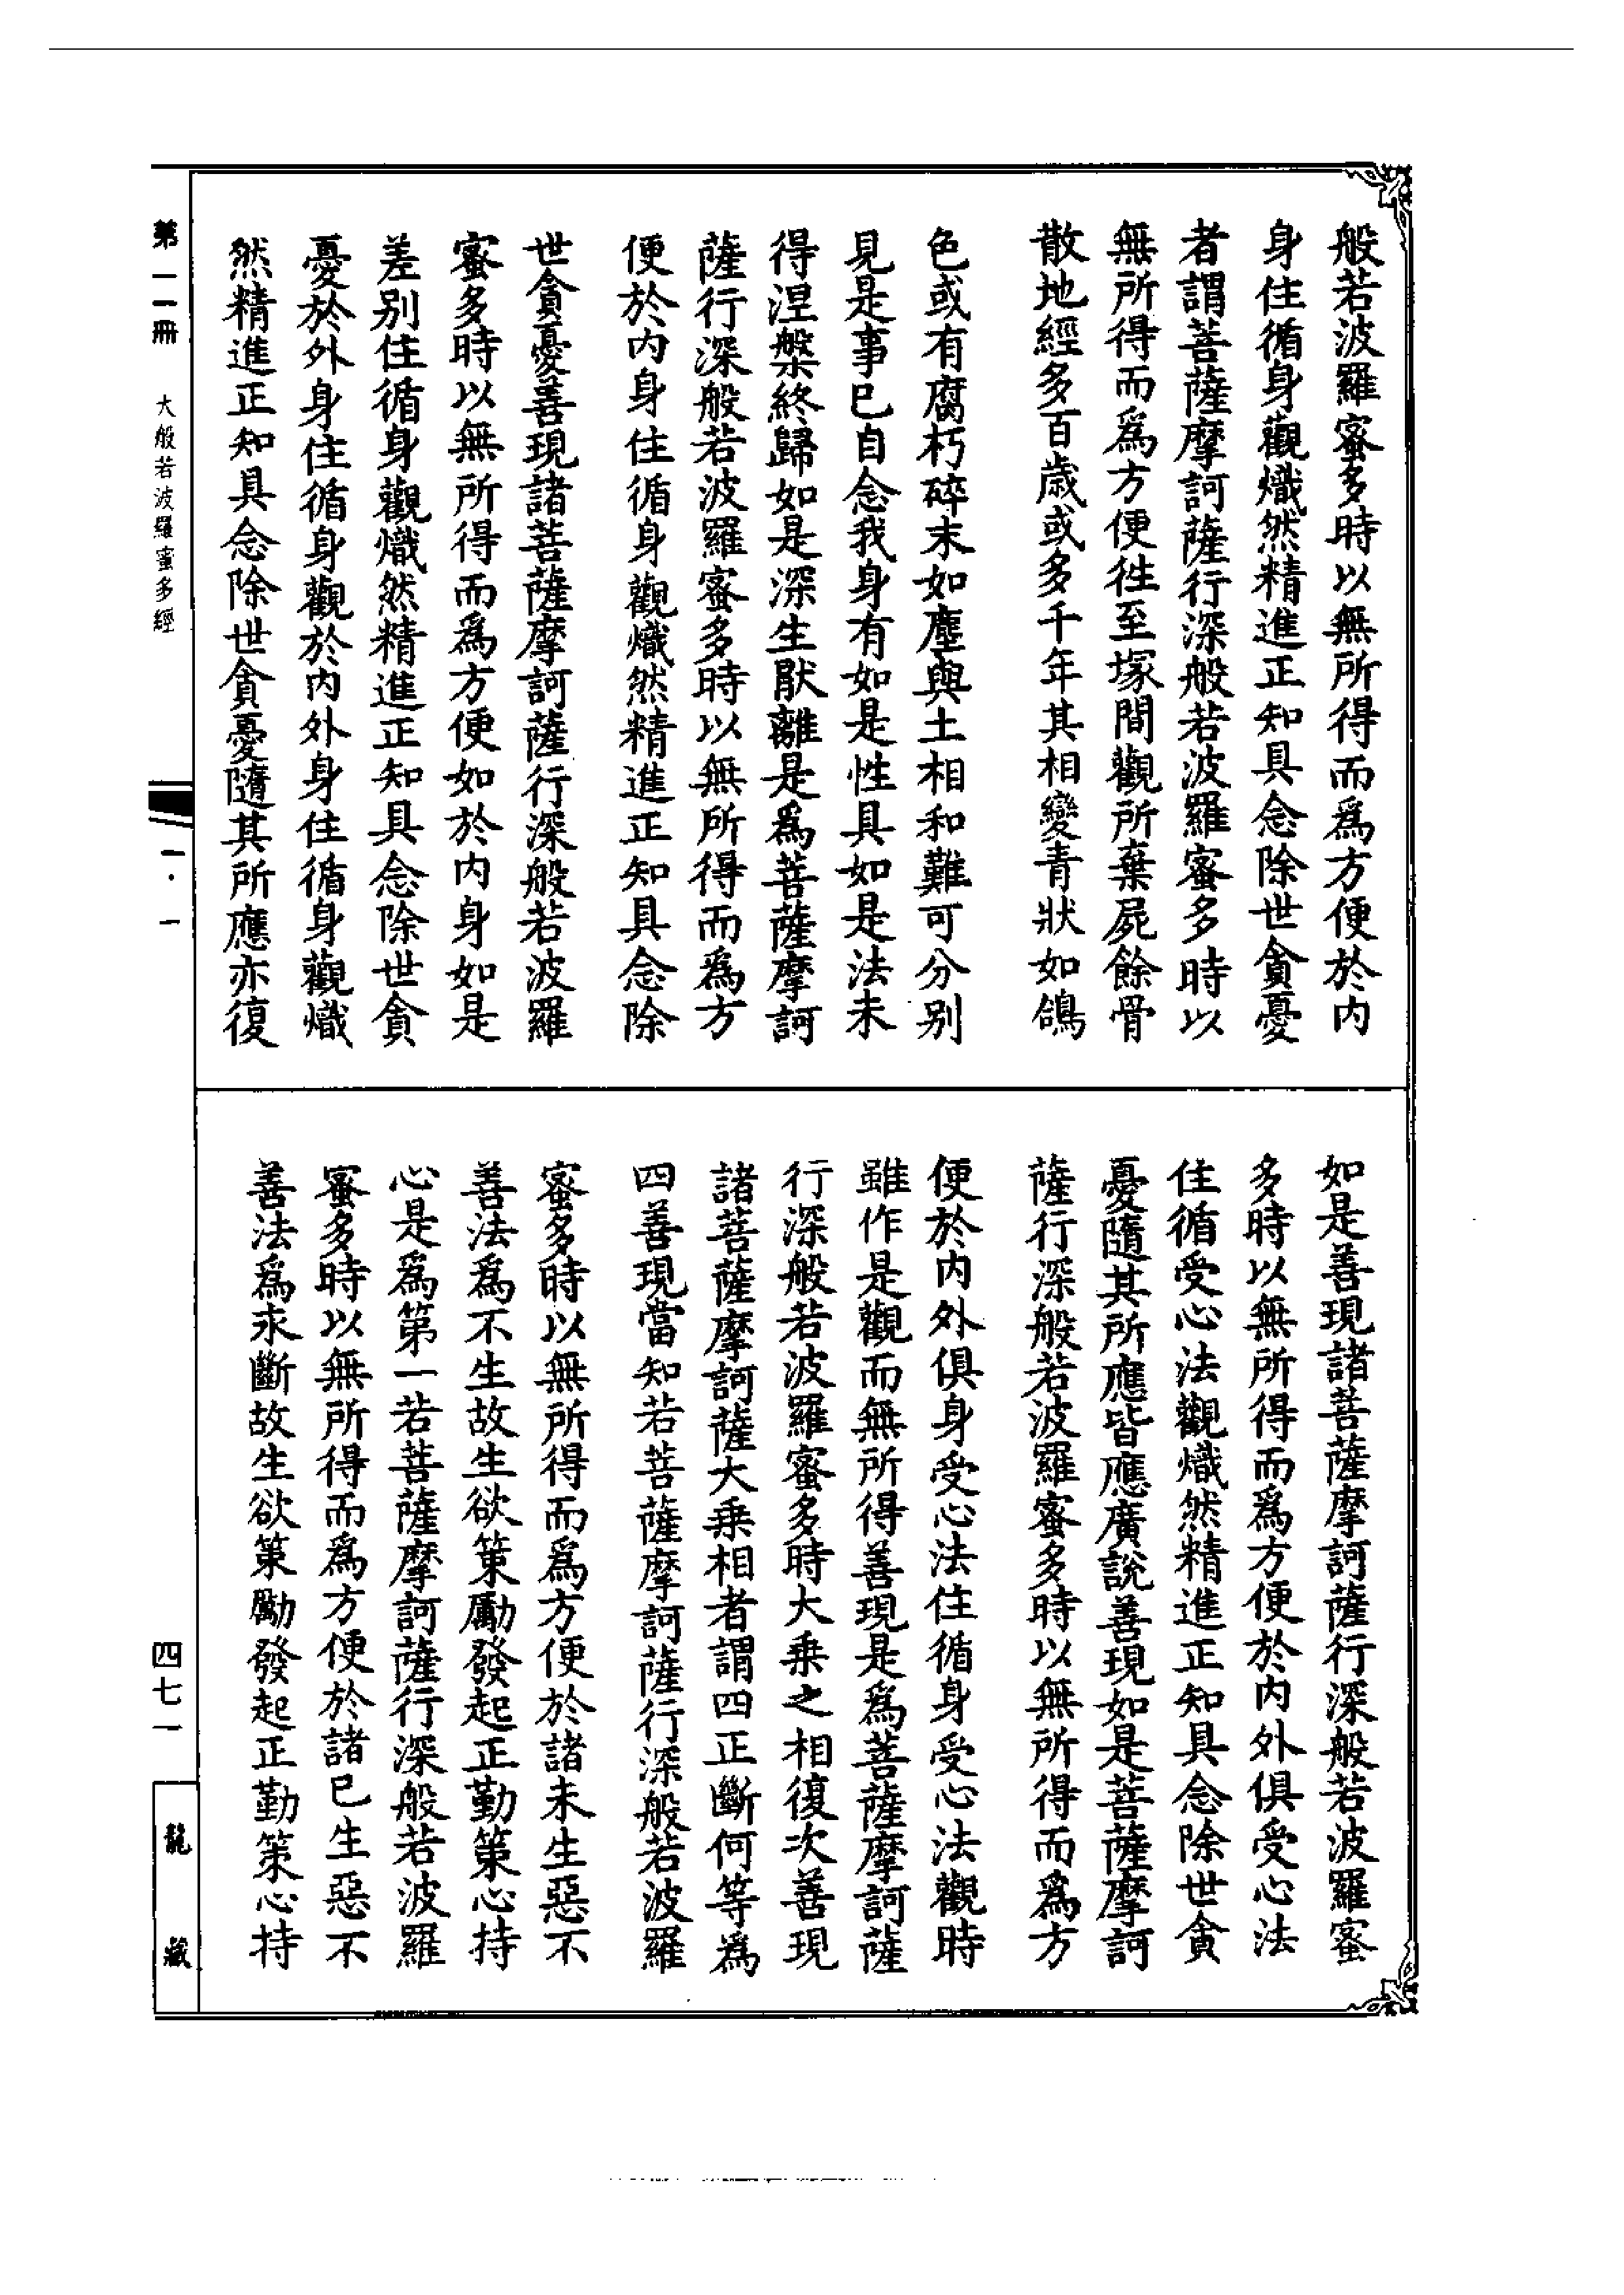 般若波羅蜜多時以無所得而爲方便於內
身住循身觀熾然精進正知具念除世貪憂
者謂菩薩摩訶薩行深般若波羅蜜多時以
無所得而爲方便往至塚間觀所棄屍餘骨
散地經多百歲或多千年其相變青狀如鴿
色或有腐朽碎末如塵與土相和難可分別
見是事已自念我身有如是性具如是法未
得涅槃終歸如是深生厭離是爲菩薩摩訶
薩行深般若波羅蜜多時以無所得而爲方
便於內身住循身觀熾然精進正知具念除
世貪憂善現諸菩薩摩訶薩行深般若波羅
蜜多時以無所得而爲方便如於內身如是
差別住循身觀熾然精進正知具念除世貪
憂於外身住循身觀於內外身住循身觀熾
然精進正知具念除世貪憂隨其所應亦復
如是善現諸菩薩摩訶薩行深般若波羅蜜
多時以無所得而爲方便於內外俱受心法
住循受心法觀熾然精進正知具念除世貪
憂隨其所應皆應廣說善現如是菩薩摩訶
薩行深般若波羅蜜多時以無所得而爲方
便於內外俱身受心法住循身受心法觀時
雖作是觀而無所得善現是爲菩薩摩訶薩
行深般若波羅蜜多時大乗之相復次善現
諸菩薩摩訶薩大乗相者謂四正斷何等爲
四善現當知若菩薩摩訶薩行深般若波羅
蜜多時以無所得而爲方便於諸未生惡不
善法爲不生故生欲策勵發起正勤策心持
心是爲第一若菩薩摩訶薩行深般若波羅
蜜多時以無所得而爲方便於諸已生惡不
善法爲永斷故生欲策勵發起正勤策心持
第一一冊　大般若波羅蜜多經
一・一
四七一
龍藏